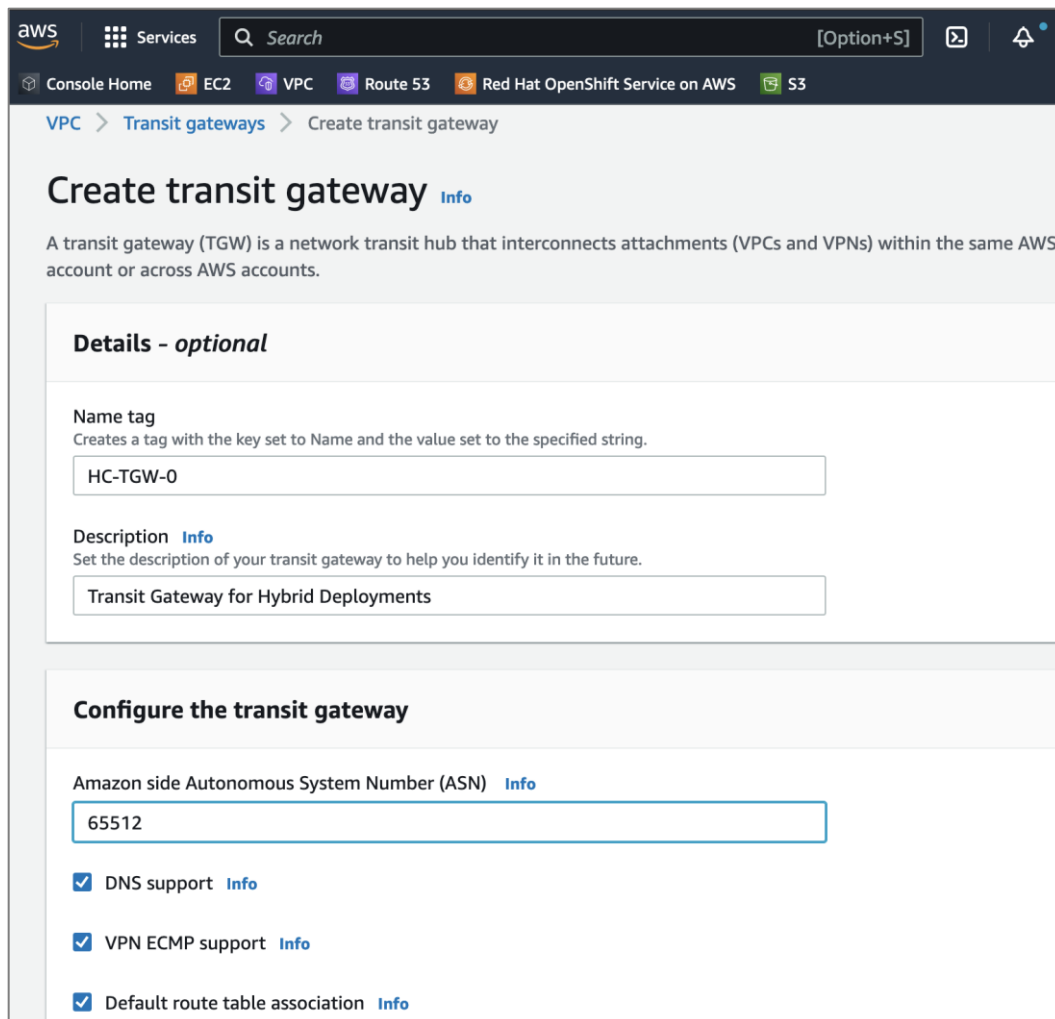 aws Services Search [Option+S]
Console Home EC2 VPC Route 53 Red Hat OpenShift Service on AWS S3
VPC > Transit gateways > Create transit gateway
Create transit gateway Info
A transit gateway (TGW) is a network transit hub that interconnects attachments (VPCs and VPNs) within the same AWS
account or across AWS accounts.
Details - optional
Name tag
Creates a tag with the key set to Name and the value set to the specified string.
HC-TGW-0
Description Info
Set the description of your transit gateway to help you identify it in the future.
Transit Gateway for Hybrid Deployments
Configure the transit gateway
Amazon side Autonomous System Number (ASN) Info
65512
DNS support Info
VPN ECMP support Info
Default route table association Info